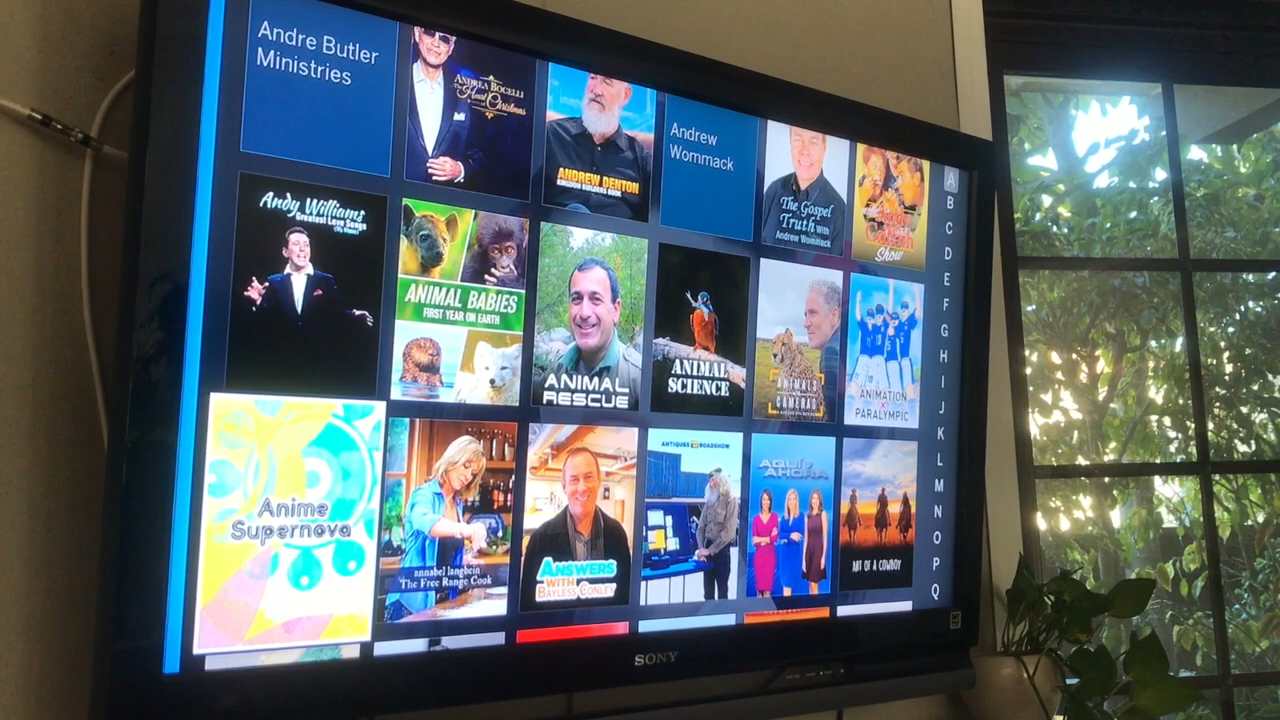 Andre Butler
Ministries
ANDREA BOCELLI
The Heart of Christmas
ANDREW DENTON
KINGDOM BUILDERS BOOK
Andrew
Wommack
The Gospel
Truth With
Andrew Wommack
Show
Andy Williams
Greatest Love Songs
ANIMAL BABIES
FIRST YEAR ON EARTH
ANIMAL
RESCUE
ANIMAL
SCIENCE
ANIMALS
CAMERAS
ANIMATION
×
PARALYMPIC
Anime
Supernova
annabel langbein
The Free Range Cook
ANSWERS
WITH
BAYLESS CONLEY
ANTIQUES ROADSHOW
AQUÍ Y
AHORA
ART OF A COWBOY
A
B
C
D
E
F
G
H
I
J
K
L
M
N
O
P
Q
SONY